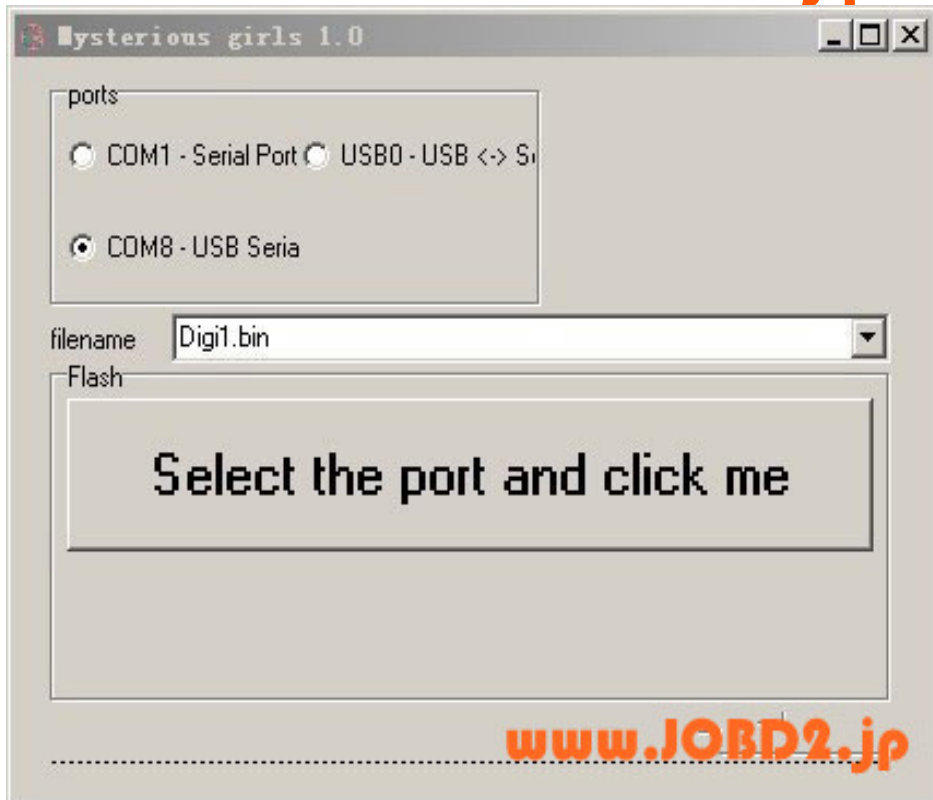 Mysterious girls 1.0
ports
COM1 - Serial Port
USB0 - USB <-> S
COM8 - USB Seria
filename
Digi1.bin
Flash
Select the port and click me
www.JOBD2.jp